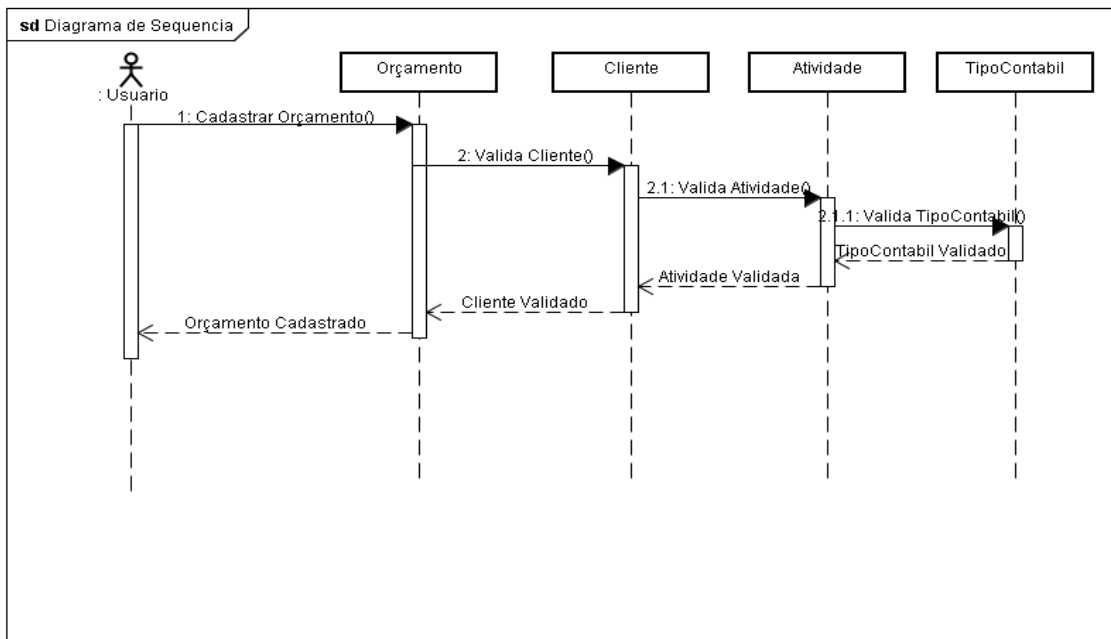 sd Diagrama de Sequencia
: Usuario
Orçamento
Cliente
Atividade
TipoContabil
1: Cadastrar Orçamento()
2: Valida Cliente()
2.1: Valida Atividade()
2.1.1: Valida TipoContabil()
TipoContabil Validado
Atividade Validada
Cliente Validado
Orçamento Cadastrado